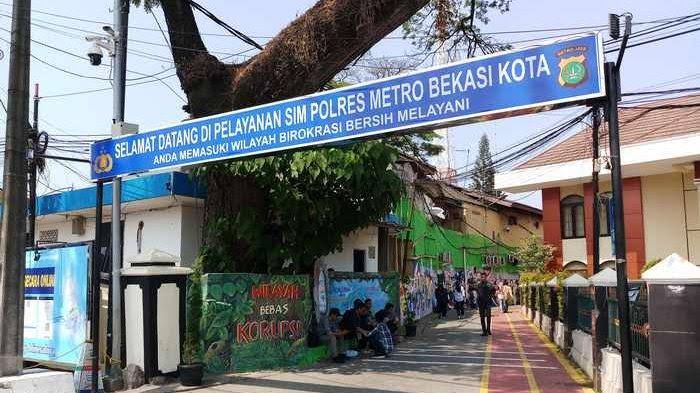 SELAMAT DATANG DI PELAYANAN SIM POLRES METRO BEKASI KOTA
ANDA MEMASUKI WILAYAH BIROKRASI BERSIH MELAYANI
WILAYAH
BEBAS
KORUPSI